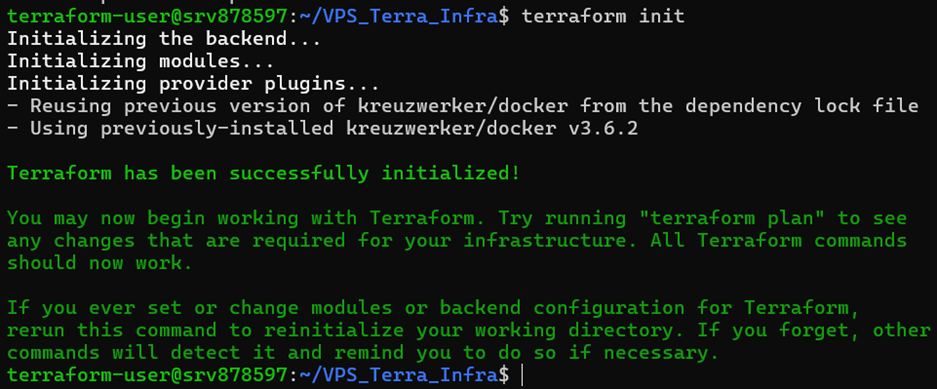 terraform-user@srv878597:~/VPS_Terra_Infra$ terraform init
Initializing the backend...
Initializing modules...
Initializing provider plugins...
- Reusing previous version of kreuzwerker/docker from the dependency lock file
- Using previously-installed kreuzwerker/docker v3.6.2
Terraform has been successfully initialized!
You may now begin working with Terraform. Try running "terraform plan" to see
any changes that are required for your infrastructure. All Terraform commands
should now work.
If you ever set or change modules or backend configuration for Terraform,
rerun this command to reinitialize your working directory. If you forget, other
commands will detect it and remind you to do so if necessary.
terraform-user@srv878597:~/VPS_Terra_Infra$